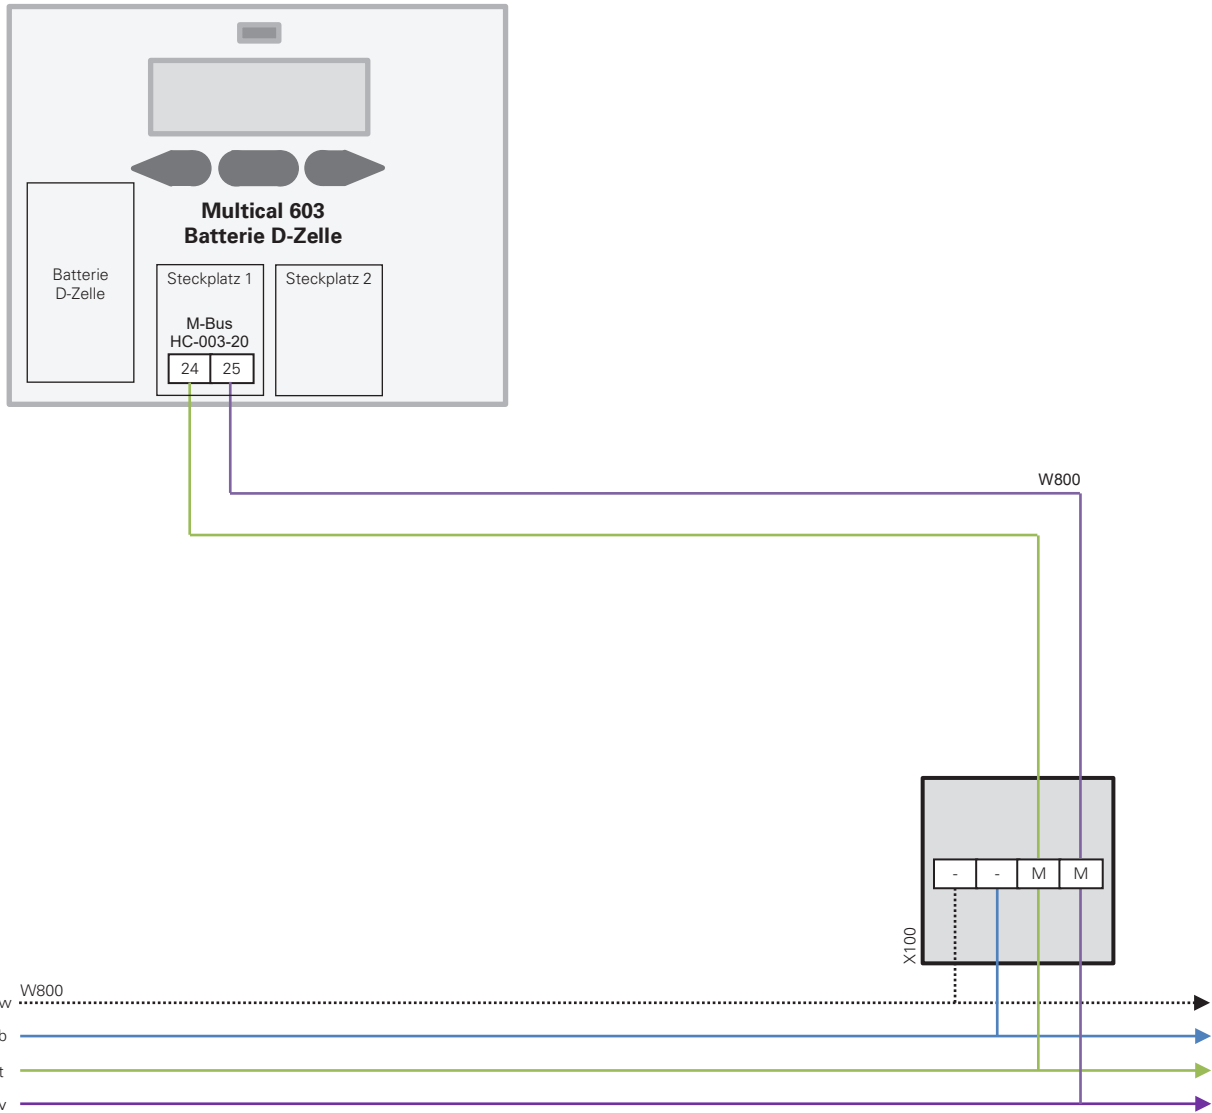 Multical 603
Batterie D-Zelle
Batterie
D-Zelle
Steckplatz 1
Steckplatz 2
M-Bus
HC-003-20
24 25
W800
- - M M
X100
W800
w
b
t
v